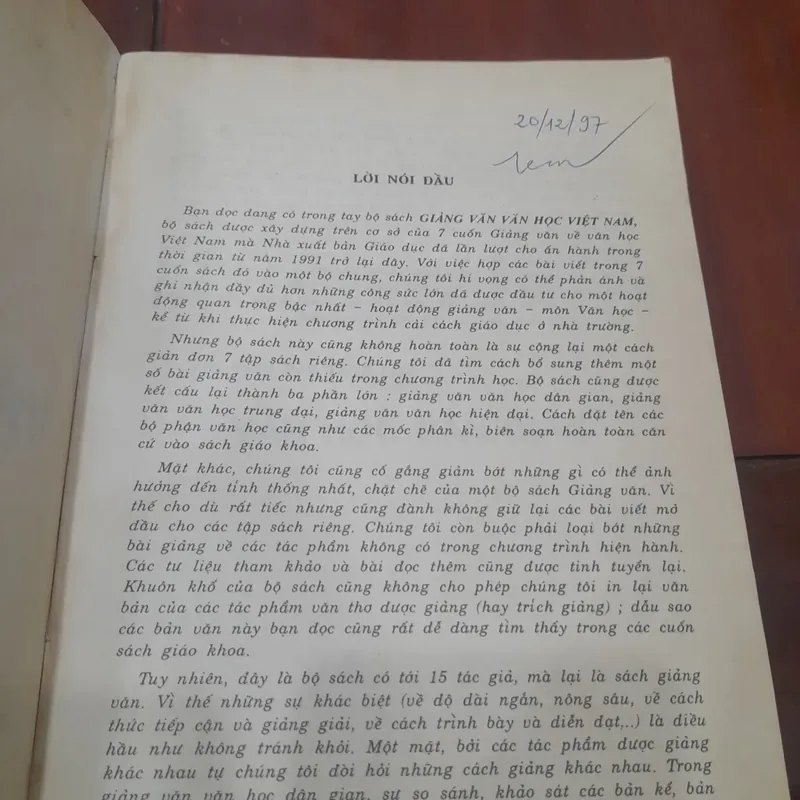 20/12/97
LỜI NÓI ĐẦU
Bạn đọc đang có trong tay bộ sách GIẢNG VĂN VĂN HỌC VIỆT NAM,
bộ sách được xây dựng trên cơ sở của 7 cuốn Giảng văn về văn học
Việt Nam mà Nhà xuất bản Giáo dục đã lần lượt cho ấn hành trong
thời gian từ năm 1991 trở lại đây. Với việc hợp các bài viết trong 7
cuốn sách đó vào một bộ chung, chúng tôi hi vọng có thể phản ánh và
ghi nhận đầy đủ hơn những công sức lớn đã được đầu tư cho một hoạt
động quan trọng bậc nhất – hoạt động giảng văn – môn Văn học –
kể từ khi thực hiện chương trình cải cách giáo dục ở nhà trường.
Nhưng bộ sách này cũng không hoàn toàn là sự cộng lại một cách
giản đơn 7 tập sách riêng. Chúng tôi đã tìm cách bổ sung thêm một
số bài giảng văn còn thiếu trong chương trình học. Bộ sách cũng được
kết cấu lại thành ba phần lớn : giảng văn văn học dân gian, giảng
văn văn học trung đại, giảng văn văn học hiện đại. Cách đặt tên các
bộ phận văn học cũng như các mốc phân kì, biên soạn hoàn toàn căn
cứ vào sách giáo khoa.
Mặt khác, chúng tôi cũng cố gắng giảm bớt những gì có thể ảnh
hưởng đến tính thống nhất, chặt chẽ của một bộ sách Giảng văn. Vì
thế cho dù rất tiếc nhưng cũng đành không giữ lại các bài viết mở
đầu cho các tập sách riêng. Chúng tôi còn buộc phải loại bớt những
bài giảng về các tác phẩm không có trong chương trình hiện hành.
Các tư liệu tham khảo và bài đọc thêm cũng được tinh tuyển lại.
Khuôn khổ của bộ sách cũng không cho phép chúng tôi in lại văn
bản của các tác phẩm văn thơ được giảng (hay trích giảng) ; dẫu sao
các bản văn này bạn đọc cũng rất dễ dàng tìm thấy trong các cuốn
sách giáo khoa.
Tuy nhiên, đây là bộ sách có tới 15 tác giả, mà lại là sách giảng
văn. Vì thế những sự khác biệt (về độ dài ngắn, nông sâu, về cách
thức tiếp cận và giảng giải, về cách trình bày và diễn đạt,..) là điều
hầu như không tránh khỏi. Một mặt, bởi các tác phẩm được giảng
khác nhau tự chúng tôi đòi hỏi những cách giảng khác nhau. Trong
giảng văn văn học dân gian, sự so sánh, khảo sát các bản kể, bản